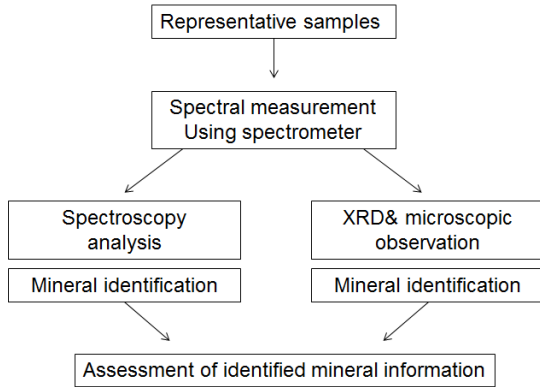 Representative samples
Spectral measurement
Using spectrometer
Spectroscopy
analysis
XRD& microscopic
observation
Mineral identification
Mineral identification
Assessment of identified mineral information